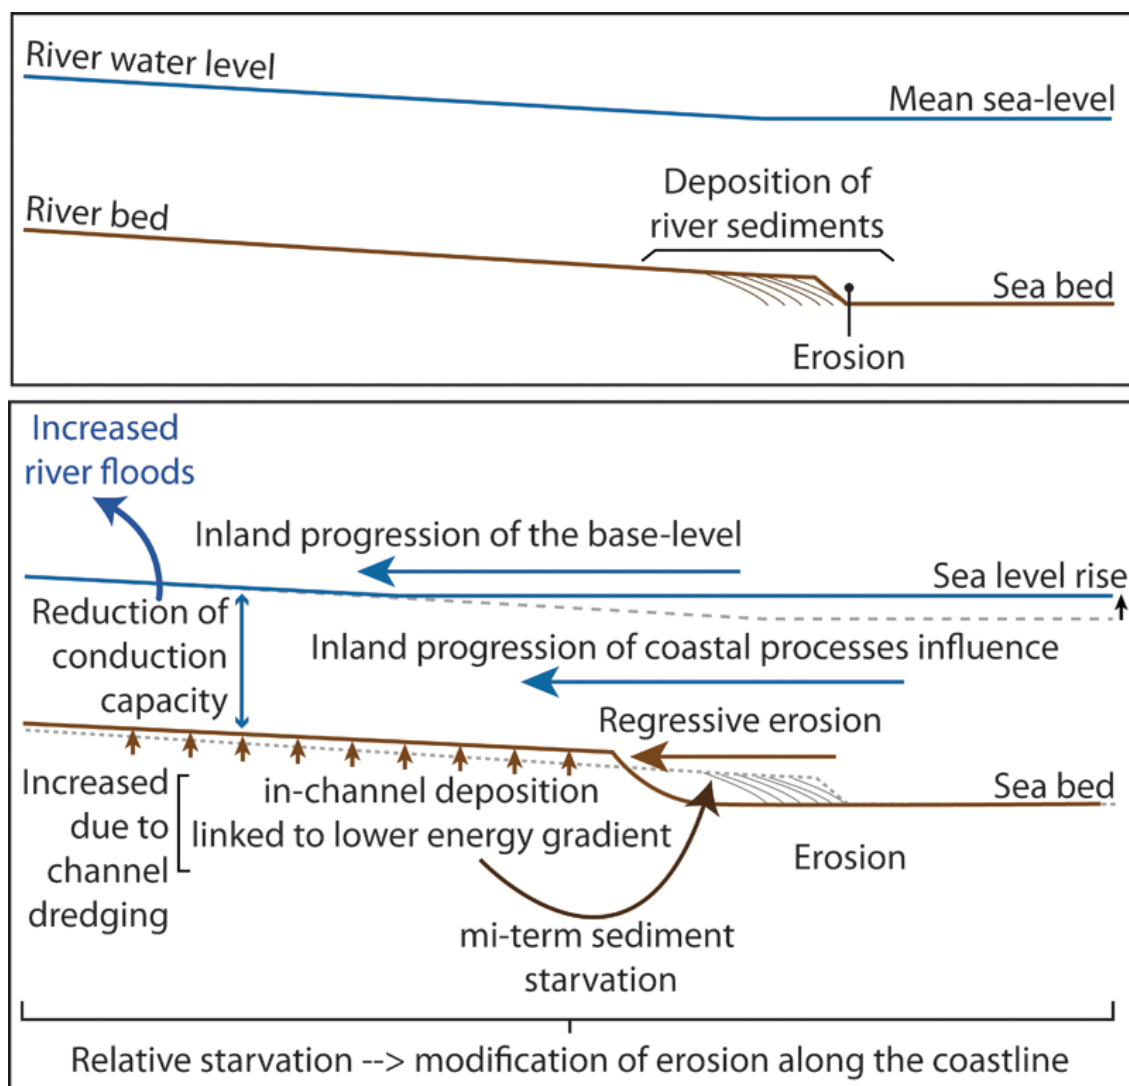 River water level
Mean sea-level
Deposition of
river sediments
River bed
Sea bed
Erosion
Increased
river floods
Inland progression of the base-level
Sea level rise
Reduction of
conduction
capacity
Inland progression of coastal processes influence
Regressive erosion
Increased
due to
channel
dredging
in-channel deposition
linked to lower energy gradient
Sea bed
Erosion
mi-term sediment
starvation
Relative starvation --> modification of erosion along the coastline